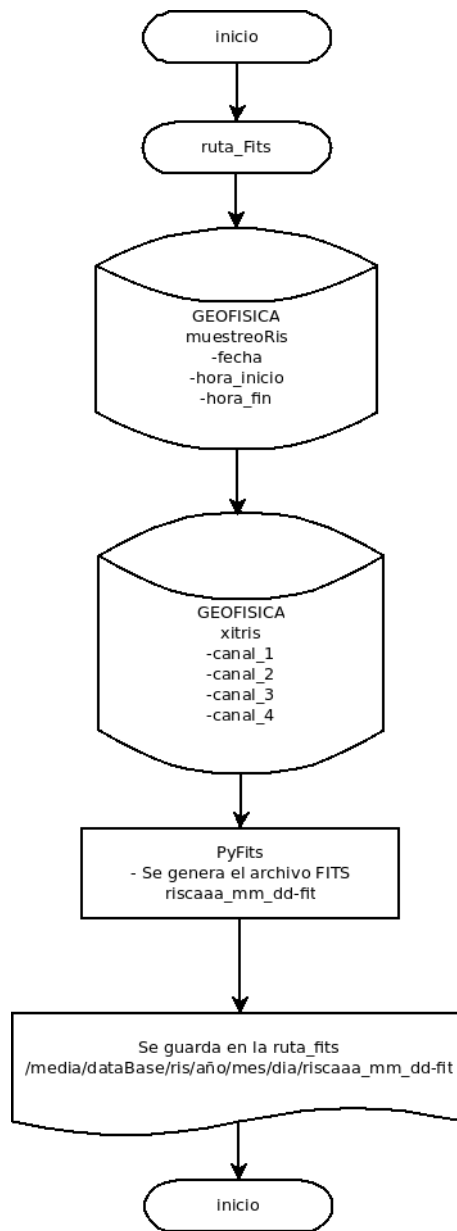 inicio
ruta_Fits
GEOFISICA
muestreoRis
-fecha
-hora_inicio
-hora_fin
GEOFISICA
xitris
-canal_1
-canal_2
-canal_3
-canal_4
PyFits
- Se genera el archivo FITS
riscaaa_mm_dd-fit
Se guarda en la ruta_fits
/media/dataBase/ris/año/mes/dia/riscaaa_mm_dd-fit
inicio